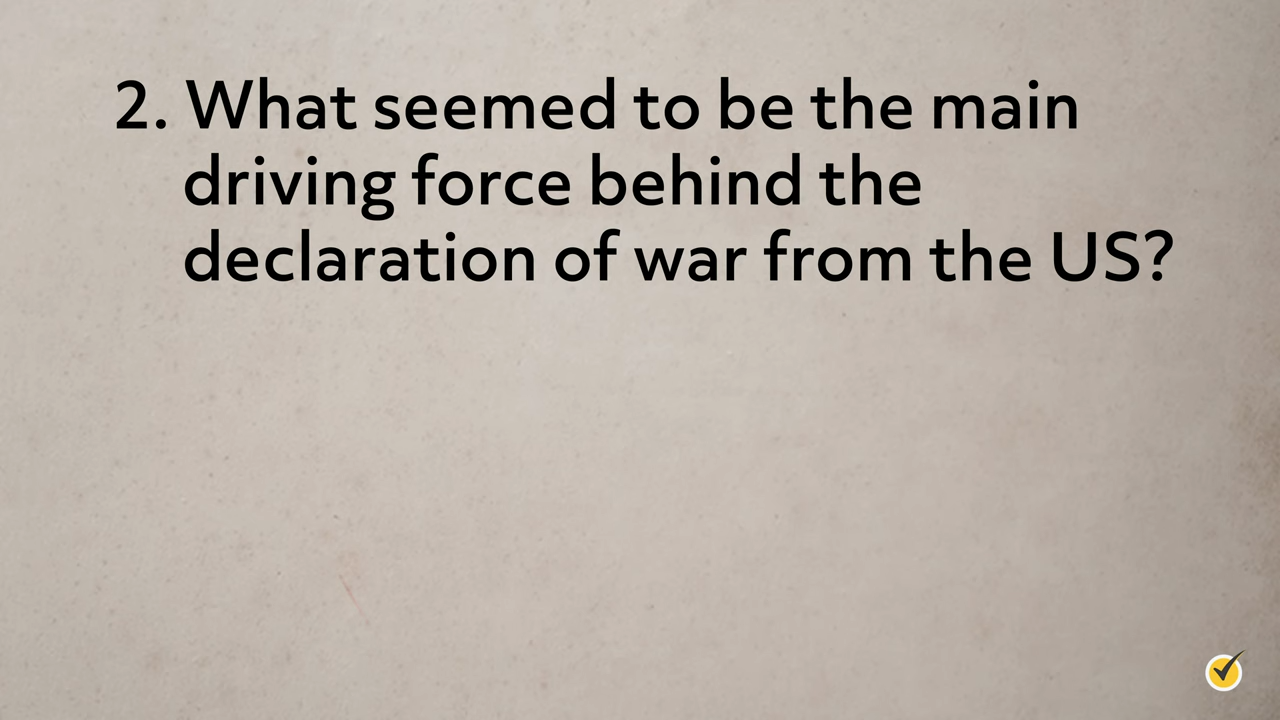 2. What seemed to be the main
driving force behind the
declaration of war from the US?